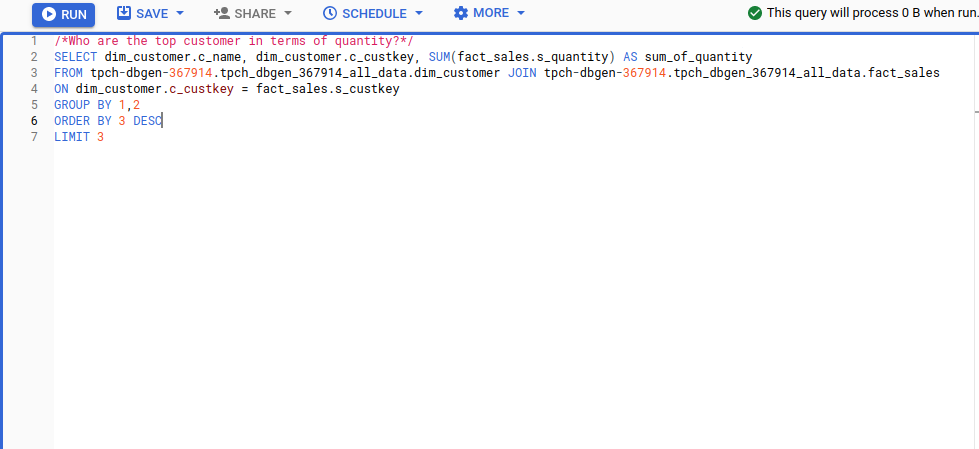 RUN SAVE SHARE SCHEDULE MORE This query will process 0 B when run.
1 /*Who are the top customer in terms of quantity?*/
2 SELECT dim_customer.c_name, dim_customer.c_custkey, SUM(fact_sales.s_quantity) AS sum_of_quantity
3 FROM tpch-dbgen-367914.tpch_dbgen_367914_all_data.dim_customer JOIN tpch-dbgen-367914.tpch_dbgen_367914_all_data.fact_sales
4 ON dim_customer.c_custkey = fact_sales.s_custkey
5 GROUP BY 1,2
6 ORDER BY 3 DESC
7 LIMIT 3